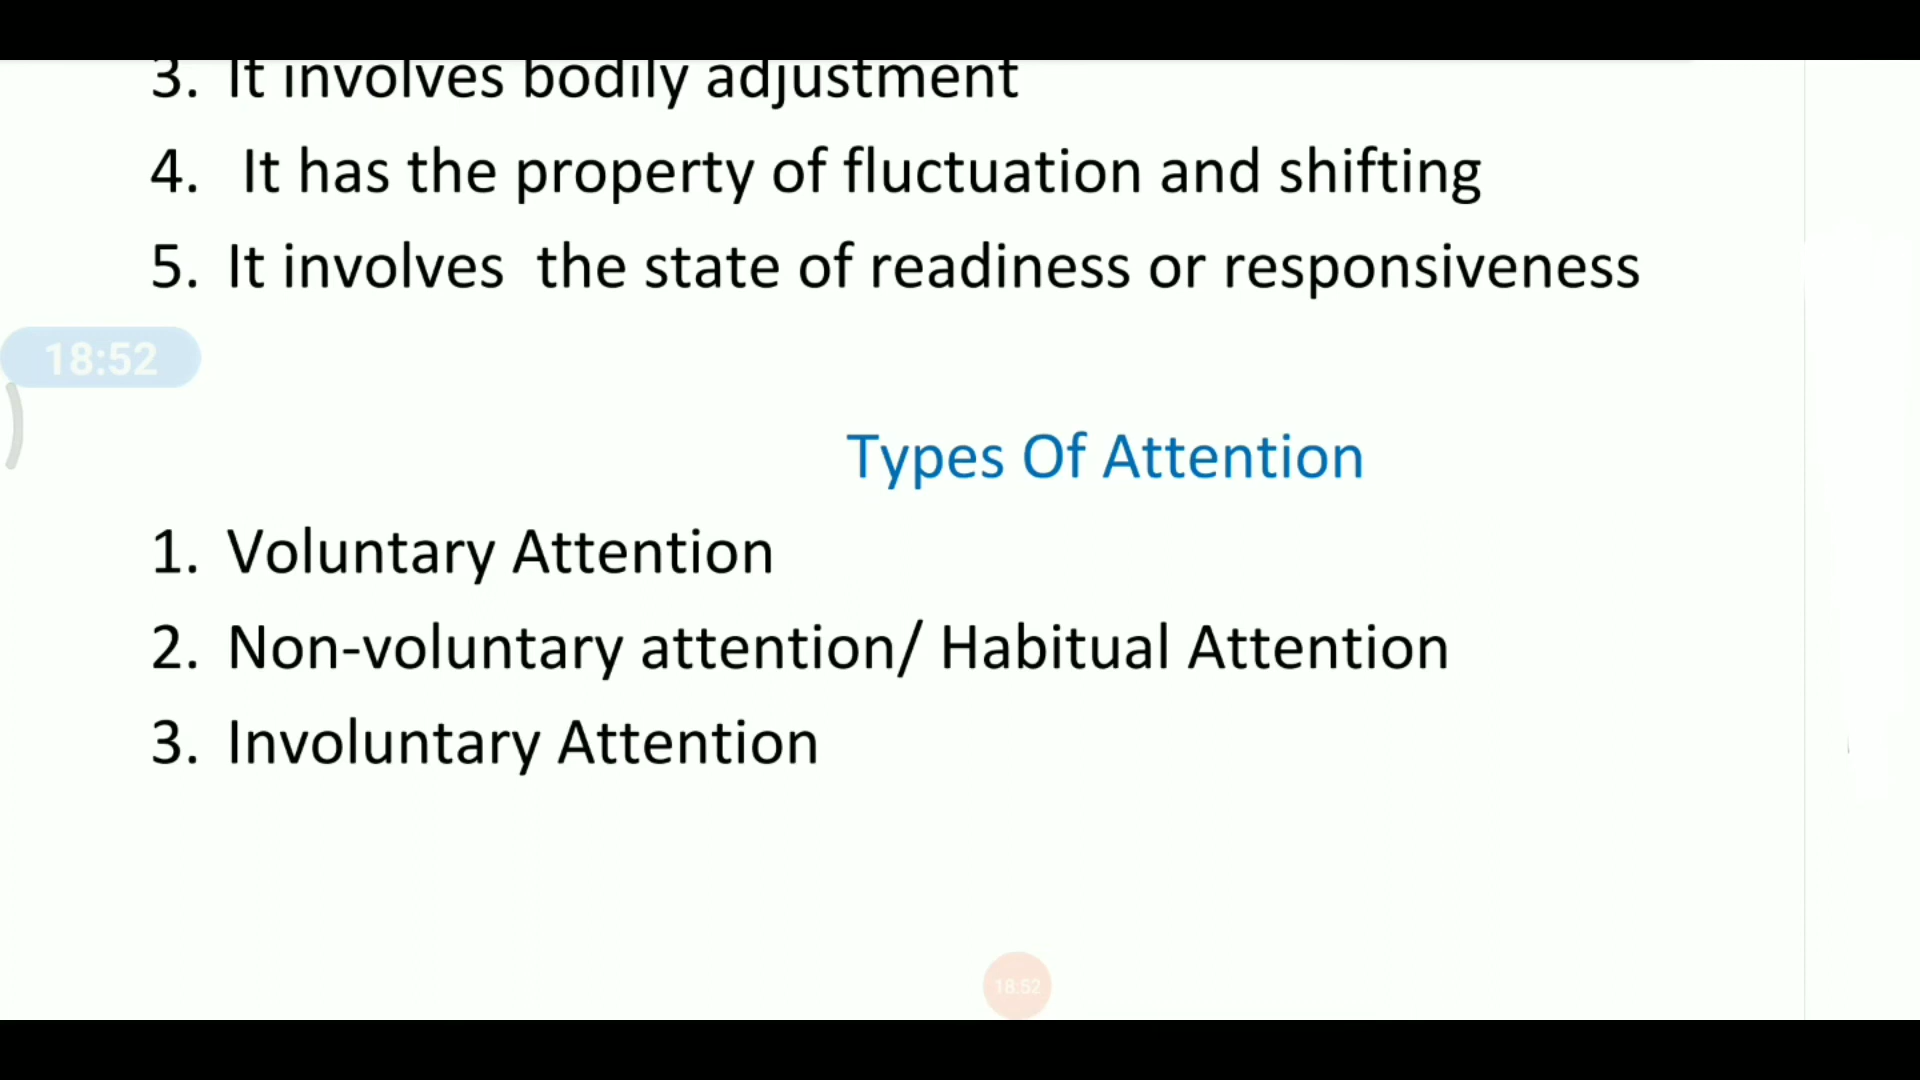 3. It involves bodily adjustment
4. It has the property of fluctuation and shifting
5. It involves the state of readiness or responsiveness
18:52
Types Of Attention
1. Voluntary Attention
2. Non-voluntary attention/ Habitual Attention
3. Involuntary Attention
18:52